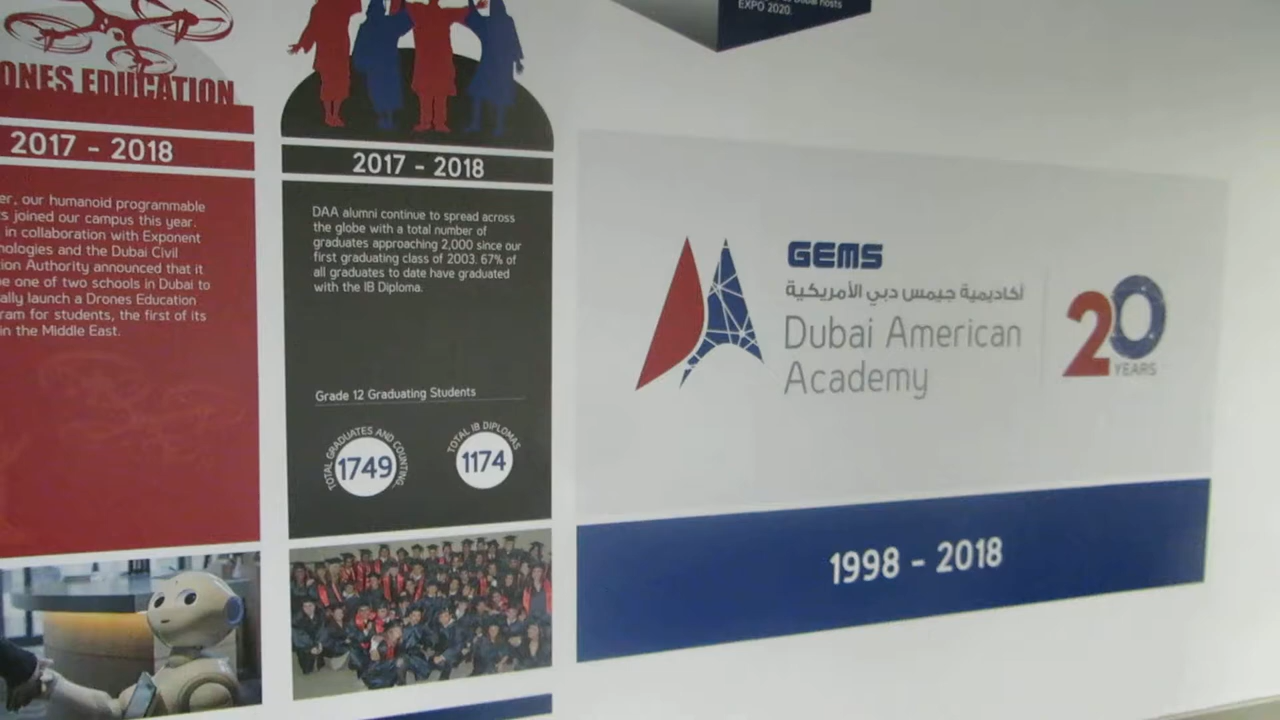 EXPO 2020.
DRONES EDUCATION
2017 - 2018
er, our humanoid programmable
s joined our campus this year.
in collaboration with Exponent
nologies and the Dubai Civil
ion Authority announced that it
e one of two schools in Dubai to
ally launch a Drones Education
ram for students, the first of its
in the Middle East.
2017 - 2018
DAA alumni continue to spread across
the globe with a total number of
graduates approaching 2,000 since our
first graduating class of 2003. 67% of
all graduates to date have graduated
with the IB Diploma.
Grade 12 Graduating Students
TOTAL GRADUATES AND COUNTING...
1749
TOTAL IB DIPLOMAS
1174
GEMS
أكاديمية جيمس دبي الأمريكية
Dubai American
Academy
20
YEARS
1998 - 2018